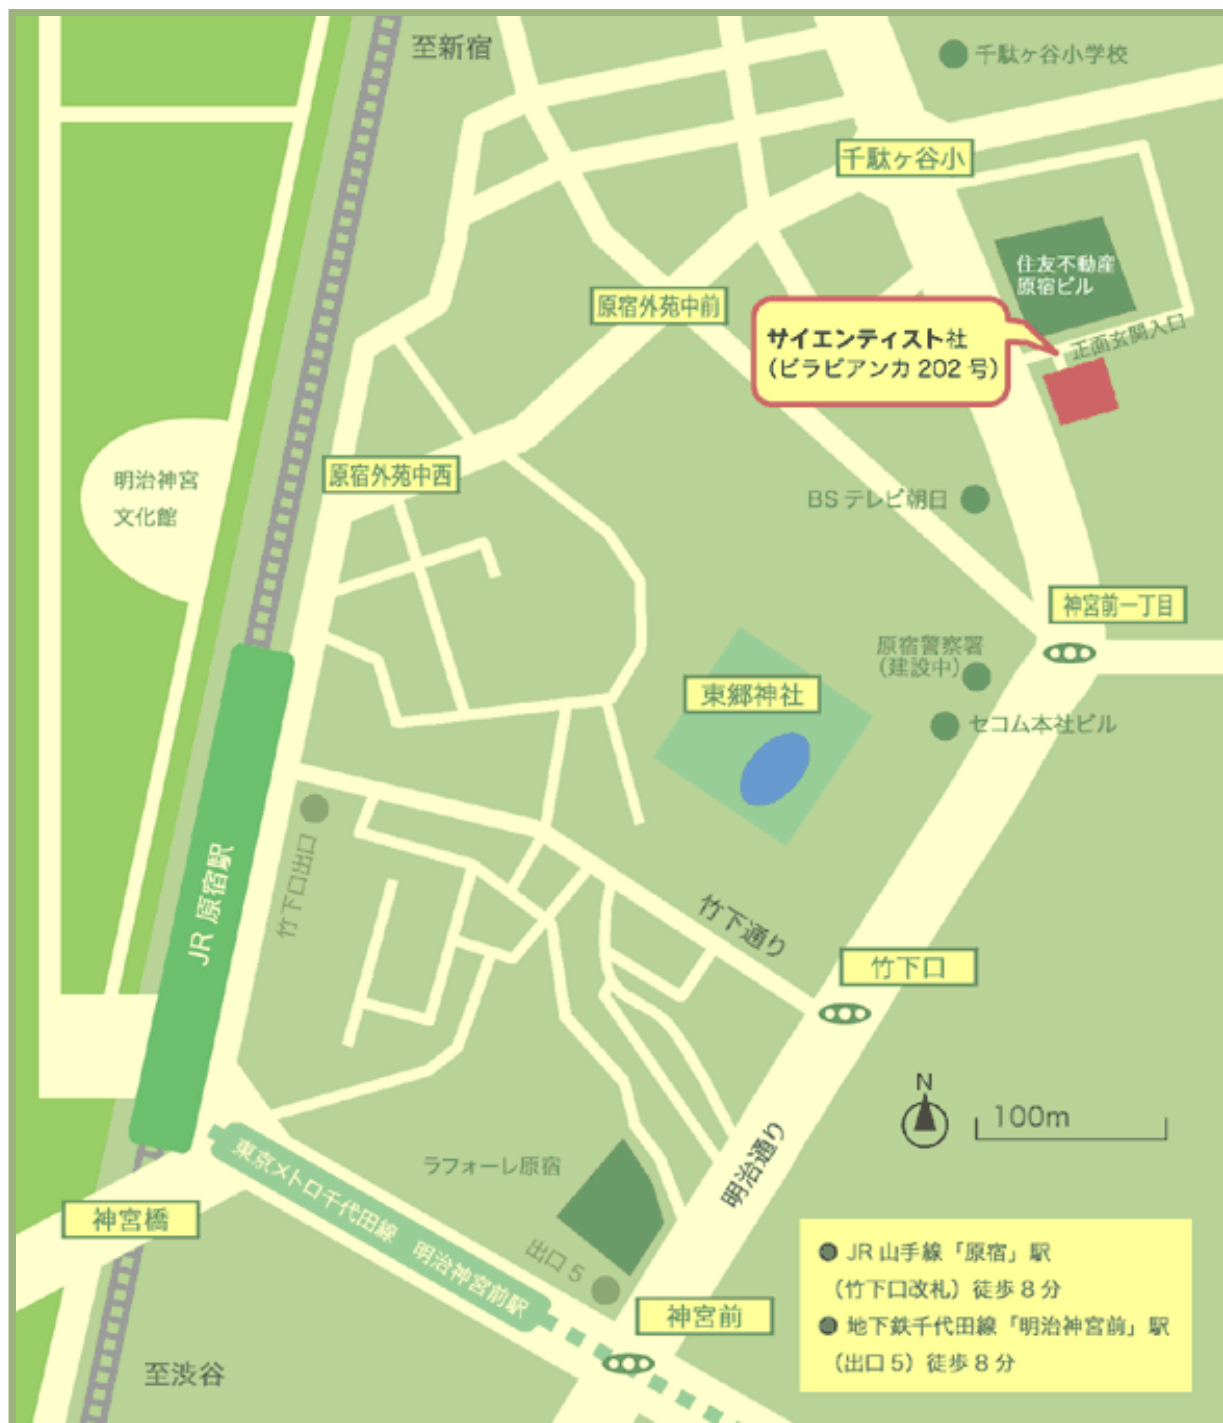 至新宿
千駄ヶ谷小学校
千駄ヶ谷小
住友不動産
原宿ビル
原宿外苑中前
サイエンティスト社
（ビラビアンカ 202 号）
正面玄関入口
原宿外苑中西
明治神宮
文化館
BS テレビ朝日
神宮前一丁目
原宿警察署
（建設中）
東郷神社
セコム本社ビル
竹下口出口
JR 原宿駅
竹下通り
竹下口
N
100m
明治通り
ラフォーレ原宿
東京メトロ千代田線 明治神宮前駅
神宮橋
出口 5
神宮前
至渋谷
● JR 山手線「原宿」駅
（竹下口改札）徒歩 8 分
● 地下鉄千代田線「明治神宮前」駅
（出口 5）徒歩 8 分